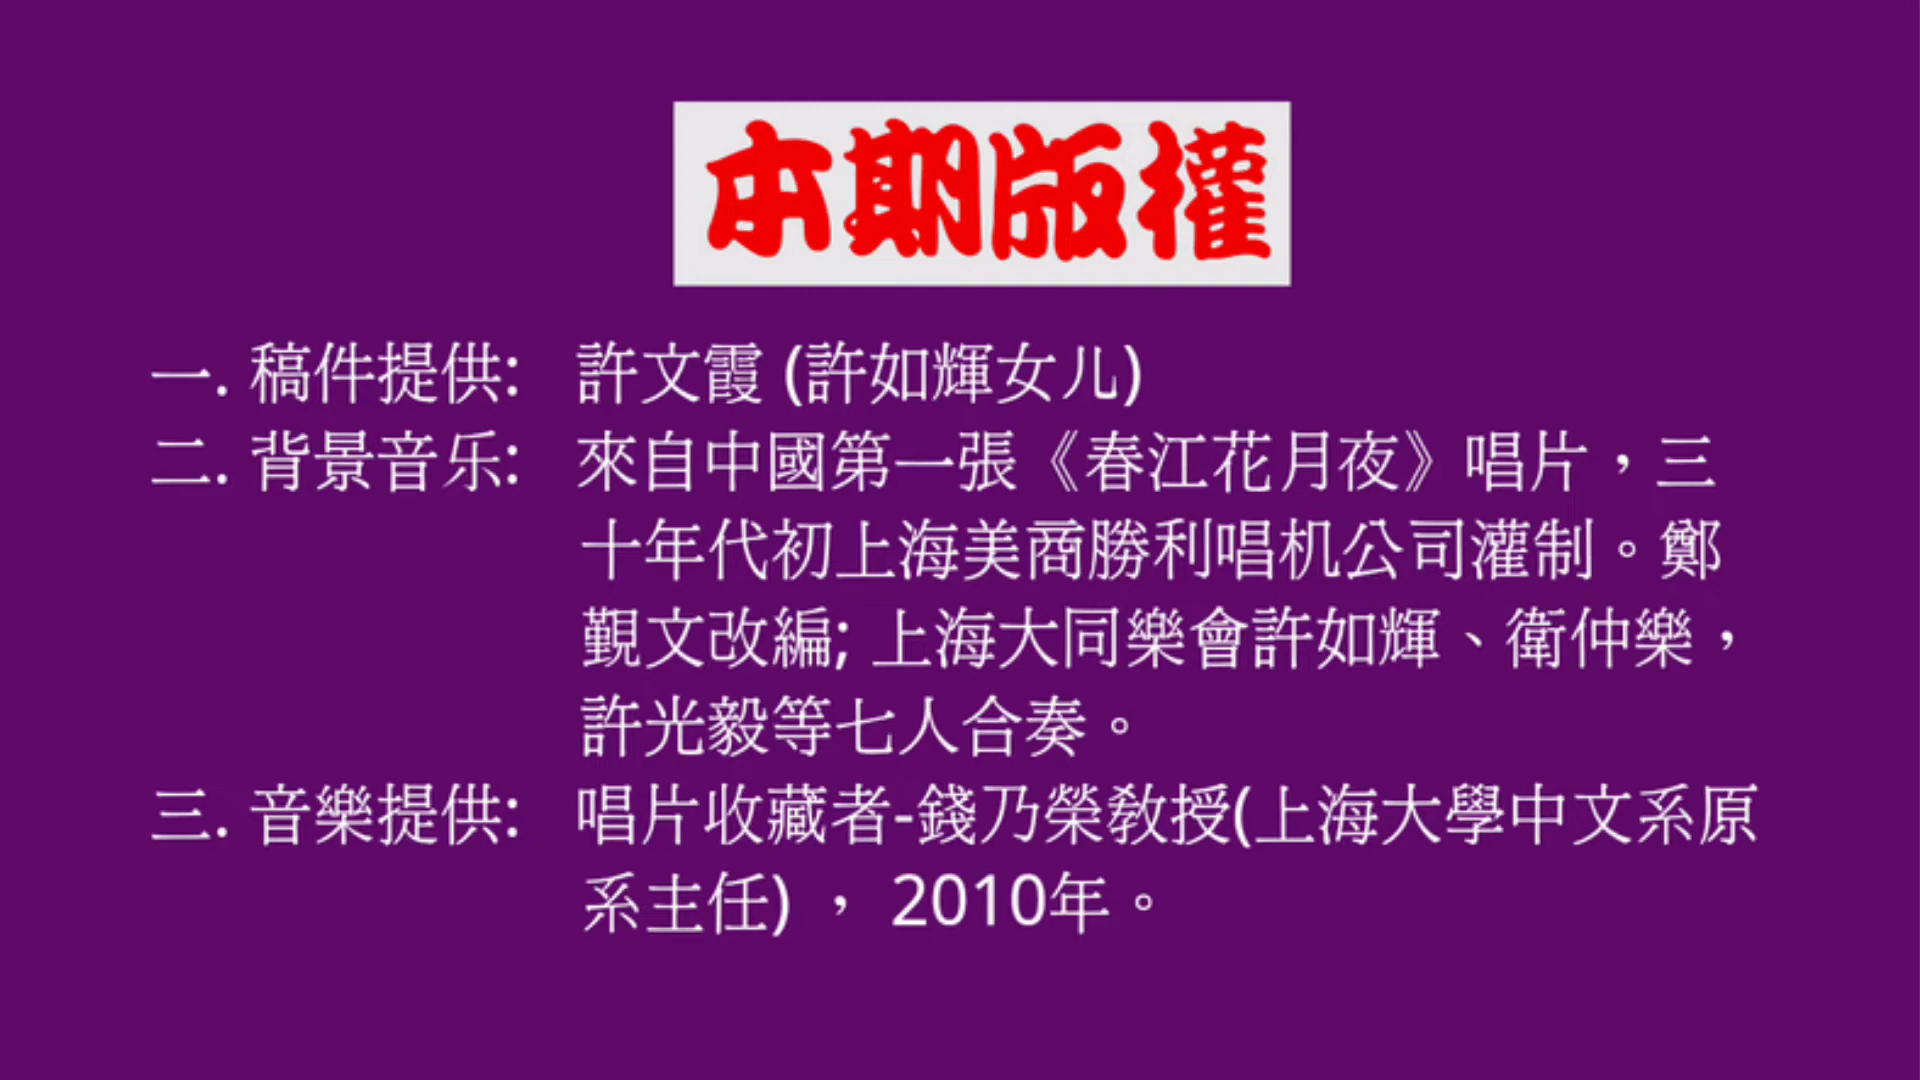 本期版權
一. 稿件提供: 許文霞 (許如輝女儿)
二. 背景音乐: 來自中國第一張《春江花月夜》唱片，三
十年代初上海美商勝利唱机公司灌制。鄭
覲文改編; 上海大同樂會許如輝、衛仲樂，
許光毅等七人合奏。
三. 音樂提供: 唱片收藏者-錢乃榮教授(上海大學中文系原
系主任) ， 2010年。